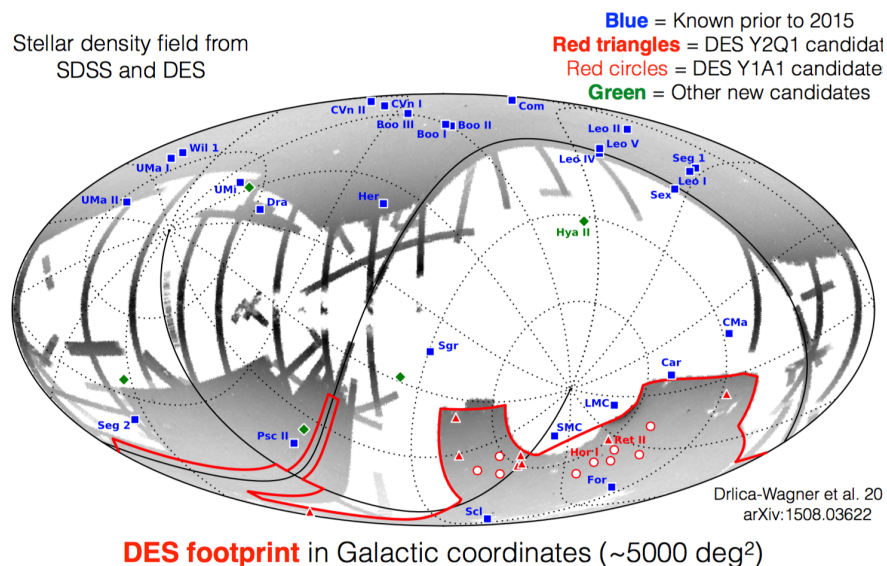 Stellar density field from
SDSS and DES
Blue = Known prior to 2015
Red triangles = DES Y2Q1 candidat
Red circles = DES Y1A1 candidate
Green = Other new candidates
CVn II
CVn I
Com
Boo III
Boo I
Boo II
Leo II
Wil 1
UMa I
Leo V
Leo IV
Seg 1
Leo I
UMa II
UMi
Dra
Her
Sex
Hya II
CMa
Sgr
Car
LMC
SMC
Seg 2
Psc II
Ret II
Hor I
For
Scl
Drlica-Wagner et al. 20
arXiv:1508.03622
DES footprint in Galactic coordinates (~5000 deg²)